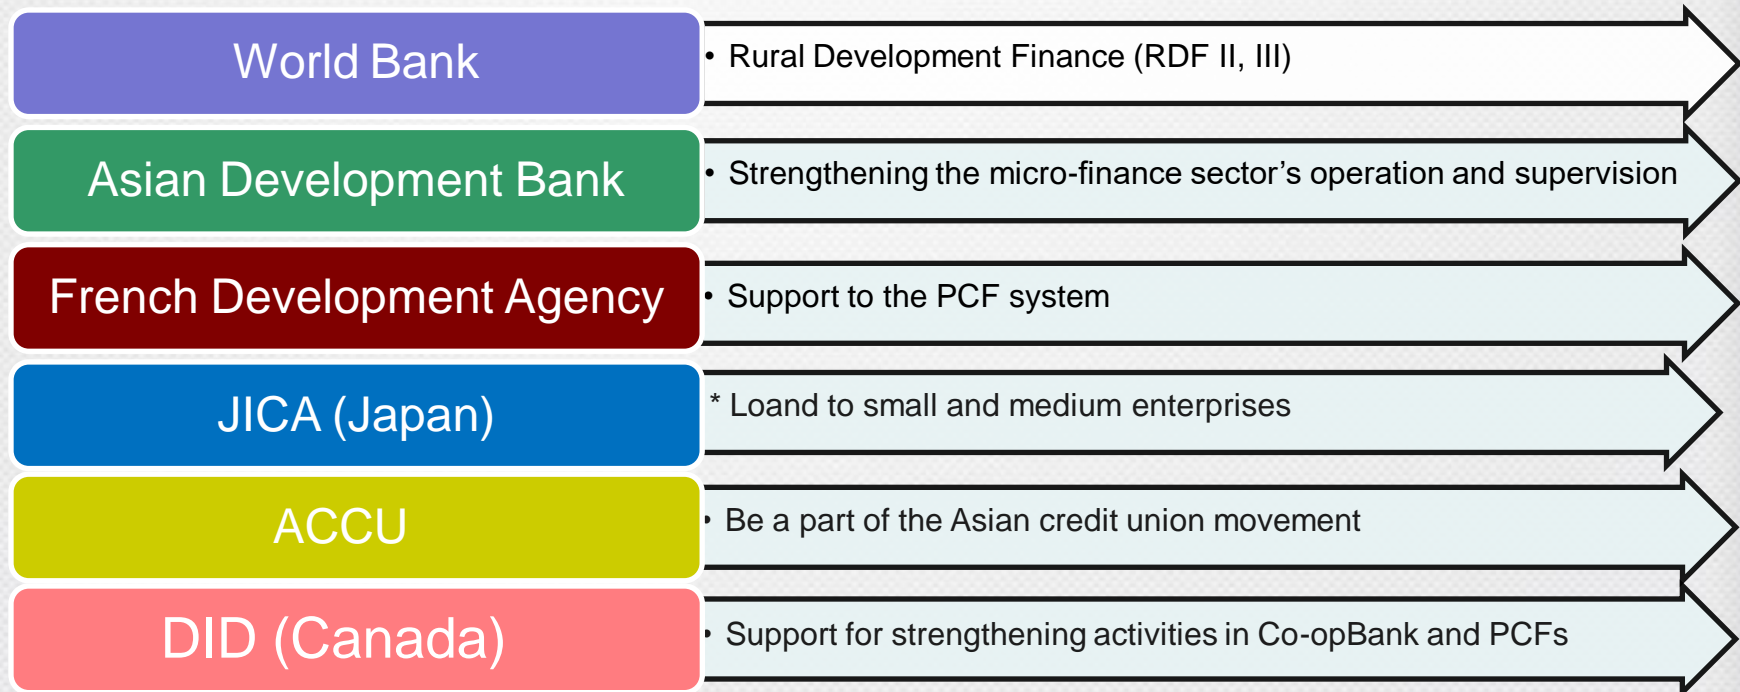 World Bank
• Rural Development Finance (RDF II, III)
Asian Development Bank
• Strengthening the micro-finance sector’s operation and supervision
French Development Agency
• Support to the PCF system
JICA (Japan)
* Loand to small and medium enterprises
ACCU
• Be a part of the Asian credit union movement
DID (Canada)
• Support for strengthening activities in Co-opBank and PCFs